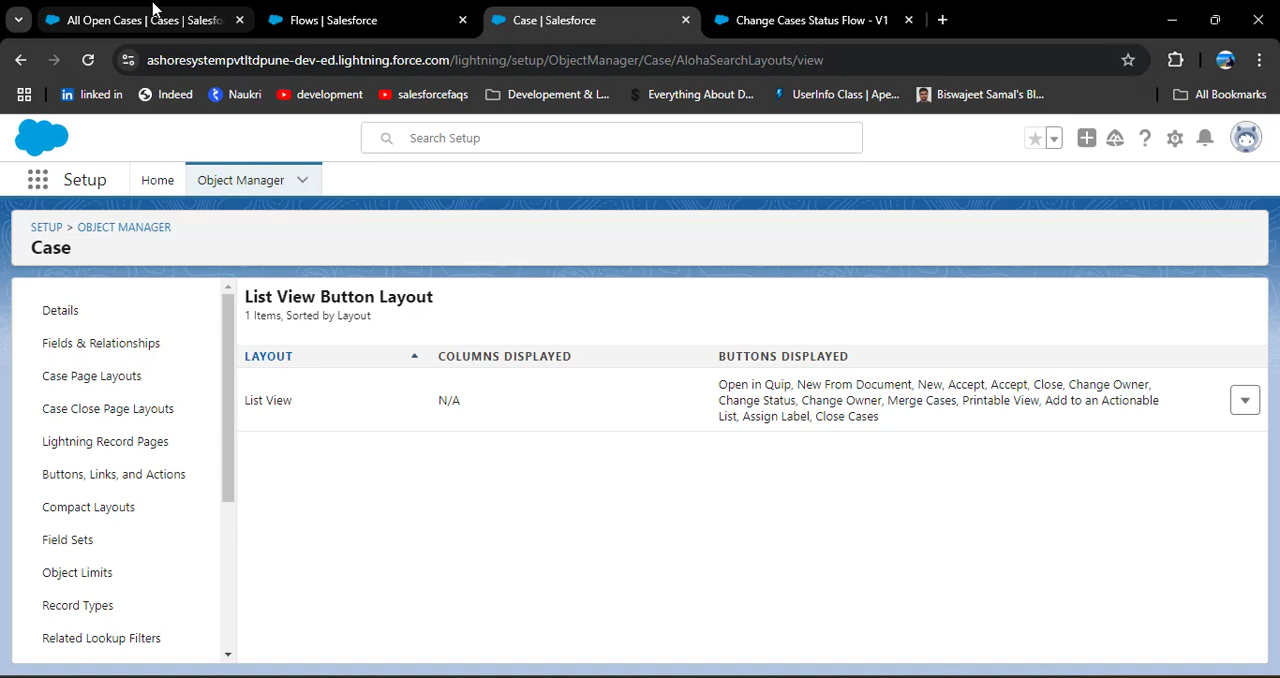 All Open Cases | Cases | Salesfo
Flows | Salesforce
Case | Salesforce
Change Cases Status Flow - V1
ashoresystempvtltdpune-dev-ed.lightning.force.com/lightning/setup/ObjectManager/Case/AlohaSearchLayouts/view
linked in
Indeed
Naukri
development
salesforcefaqs
Developement & L...
Everything About D...
UserInfo Class | Ape...
Biswajeet Samal's Bl...
All Bookmarks
Search Setup
Setup
Home
Object Manager
SETUP > OBJECT MANAGER
Case
Details
Fields & Relationships
Case Page Layouts
Case Close Page Layouts
Lightning Record Pages
Buttons, Links, and Actions
Compact Layouts
Field Sets
Object Limits
Record Types
Related Lookup Filters
List View Button Layout
1 Items, Sorted by Layout
LAYOUT
COLUMNS DISPLAYED
BUTTONS DISPLAYED
List View
N/A
Open in Quip, New From Document, New, Accept, Accept, Close, Change Owner,
Change Status, Change Owner, Merge Cases, Printable View, Add to an Actionable
List, Assign Label, Close Cases